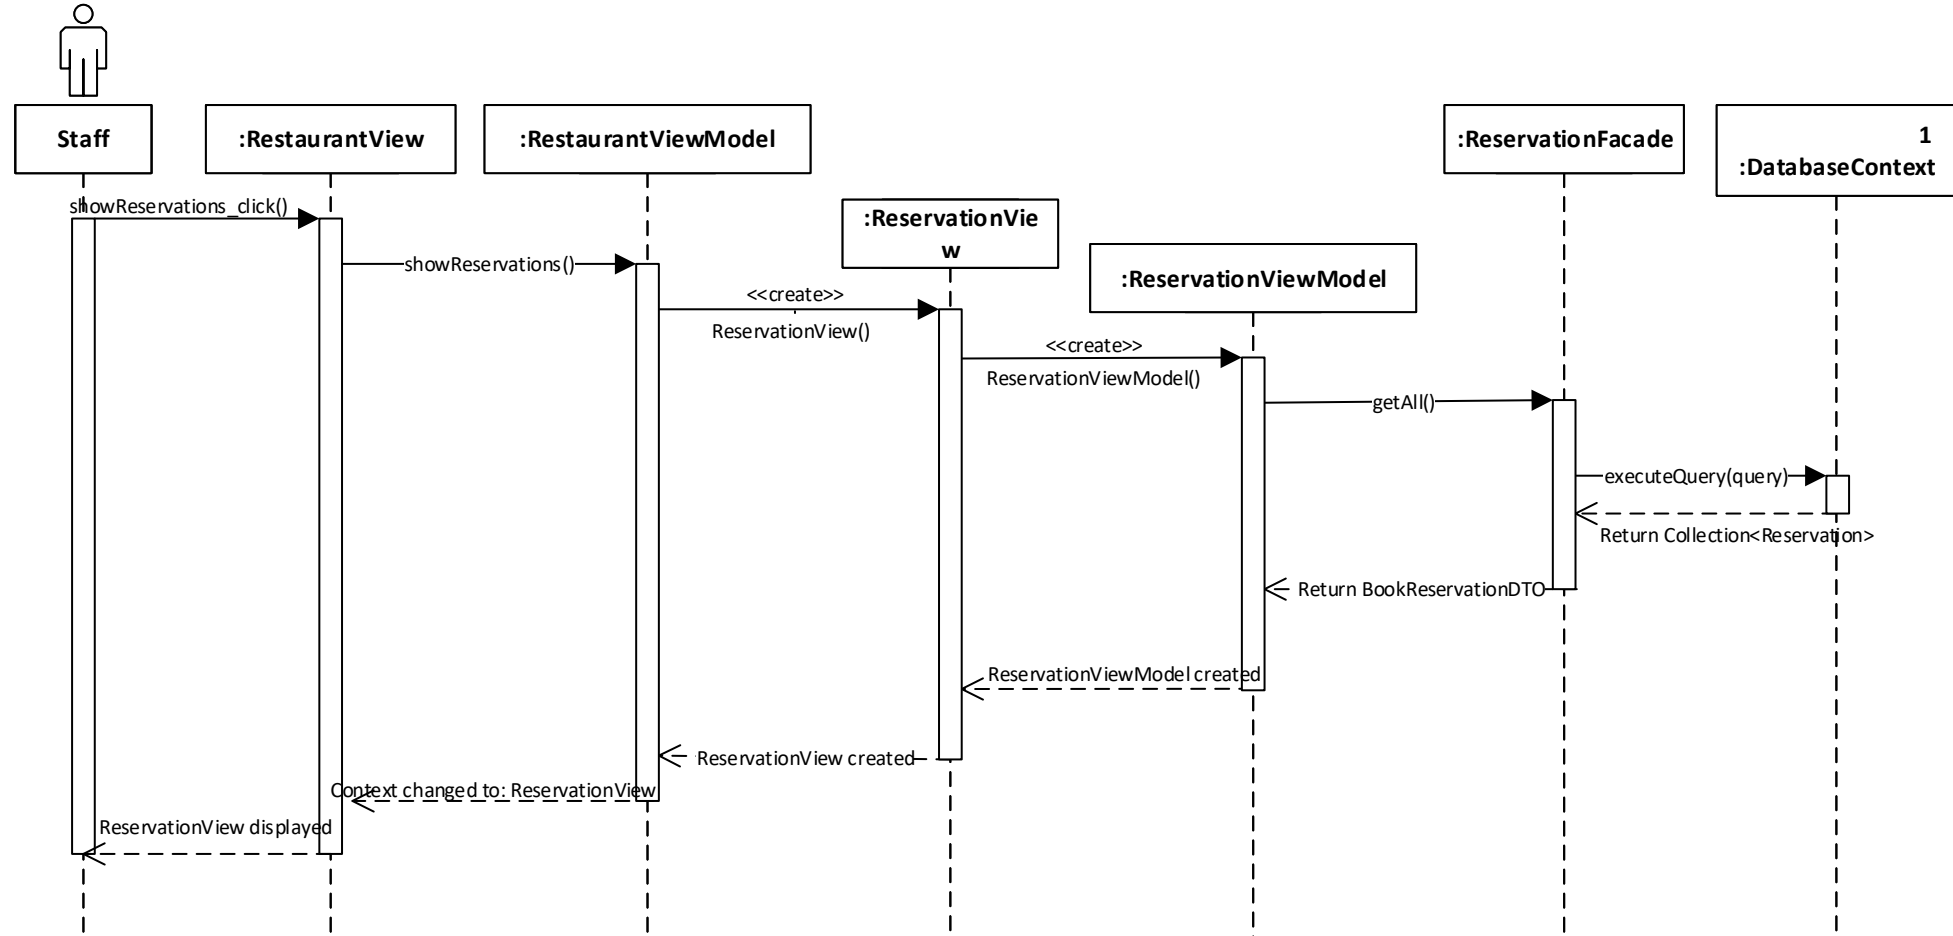 Staff
:RestaurantView
:RestaurantViewModel
:ReservationFacade
1
:DatabaseContext
showReservations_click()
:ReservationVie
w
showReservations()
:ReservationViewModel
<<create>>
ReservationView()
<<create>>
ReservationViewModel()
getAll()
executeQuery(query)
Return Collection<Reservation>
Return BookReservationDTO
ReservationViewModel created
ReservationView created
Context changed to: ReservationView
ReservationView displayed